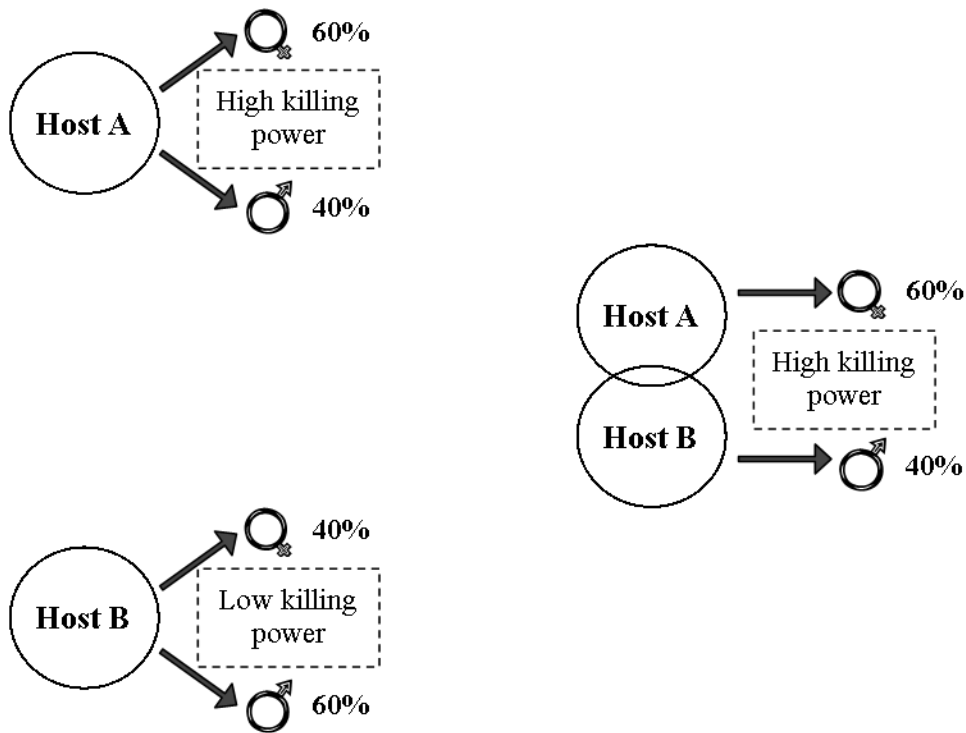 60%
Host A
High killing
power
40%
Host A
60%
High killing
power
Host B
40%
40%
Host B
Low killing
power
60%